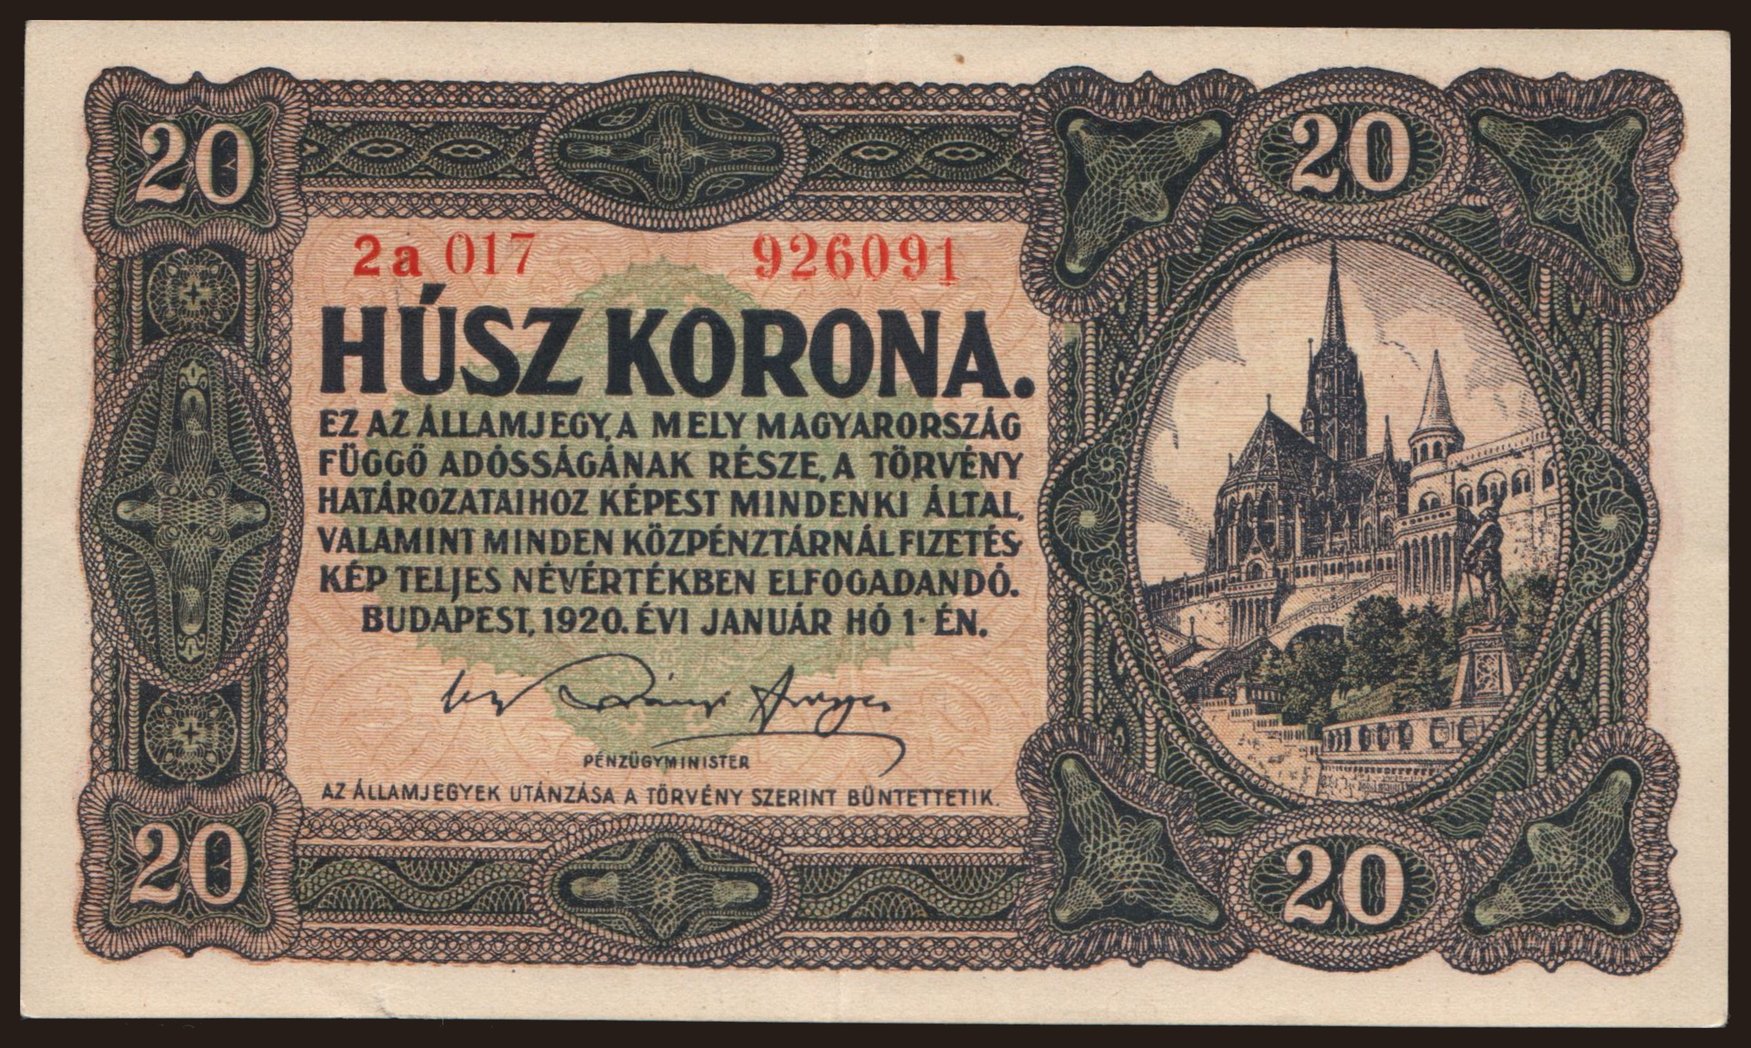 20
20
2a 017 926091
HÚSZ KORONA.
EZ AZ ÁLLAMJEGY, A MELY MAGYARORSZÁG
FÜGGŐ ADÓSSÁGÁNAK RÉSZE, A TÖRVÉNY
HATÁROZATAIHOZ KÉPEST MINDENKI ÁLTAL,
VALAMINT MINDEN KÖZPÉNZTÁRNÁL FIZETÉS-
KÉP TELJES NÉVÉRTÉKBEN ELFOGADANDÓ.
BUDAPEST, 1920. ÉVI JANUÁR HÓ 1-ÉN.
PÉNZÜGYMINISTER
AZ ÁLLAMJEGYEK UTÁNZÁSA A TÖRVÉNY SZERINT BÜNTETTETIK.
20
20